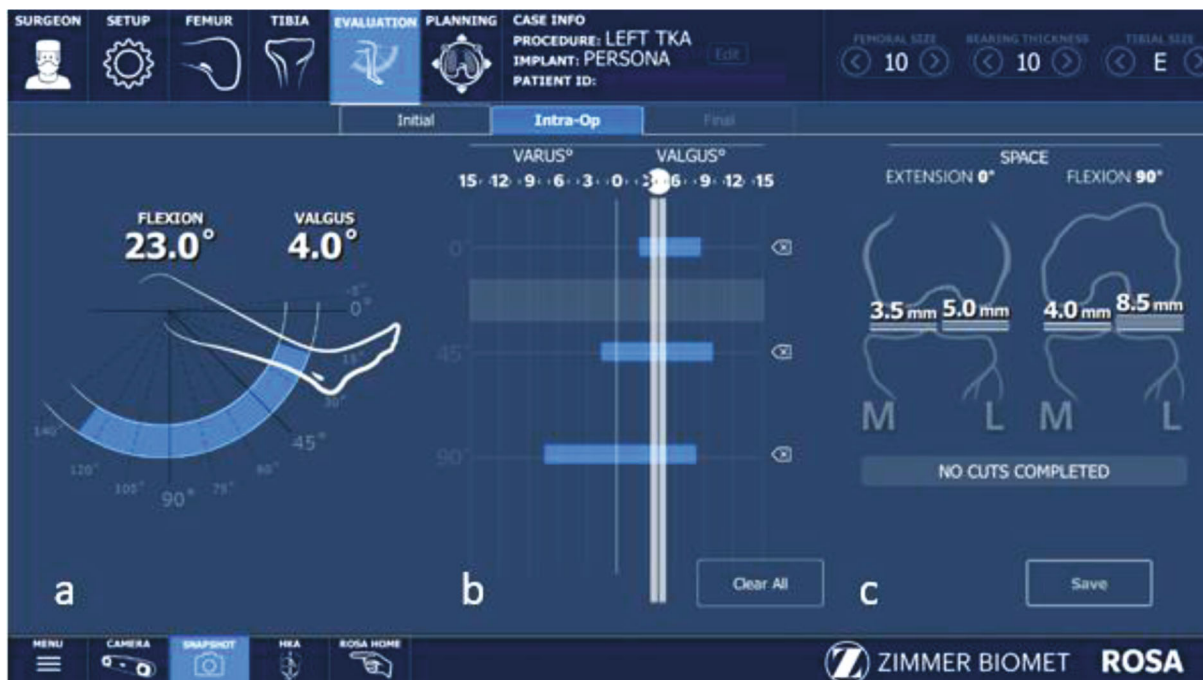 SURGEON
SETUP
FEMUR
TIBIA
EVALUATION
PLANNING
CASE INFO
PROCEDURE: LEFT TKA
IMPLANT: PERSONA
PATIENT ID:
Edit
FEMORAL SIZE
10
BEARING THICKNESS
10
TIBIAL SIZE
E
Initial
Intra-Op
Final
FLEXION
23.0°
VALGUS
4.0°
-5°
0°
15°
30°
45°
60°
75°
90°
105°
120°
140°
a
VARUS° VALGUS°
15 12 9 6 3 0 6 9 12 15
0°
45°
90°
Clear All
b
SPACE
EXTENSION 0° FLEXION 90°
3.5 mm 5.0 mm 4.0 mm 8.5 mm
M L M L
NO CUTS COMPLETED
c
Save
MENU
CAMERA
SNAPSHOT
HKA
ROSA HOME
ZIMMER BIOMET
ROSA